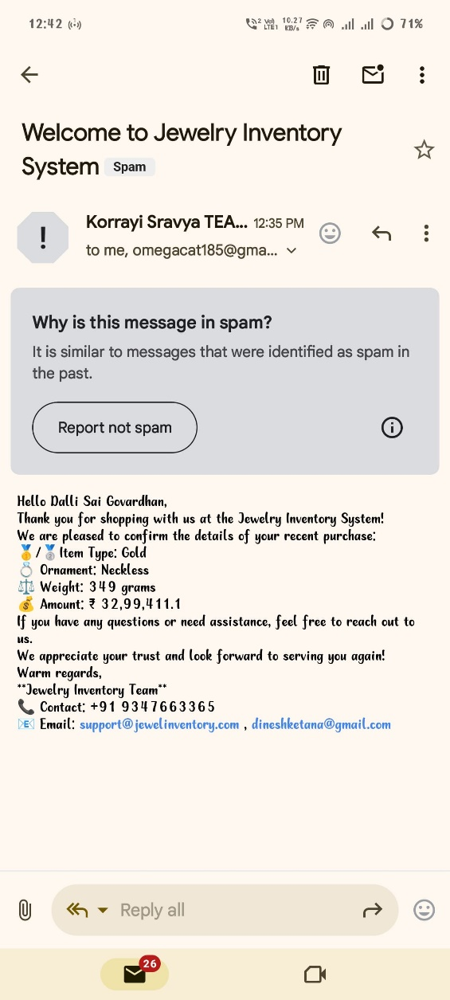 12:42
2 Vo) LTE1 10.27 KB/s 71%
Welcome to Jewelry Inventory
System Spam
Korrayi Sravya TEA... 12:35 PM
to me, omegacat185@gma...
Why is this message in spam?
It is similar to messages that were identified as spam in
the past.
Report not spam
Hello Dalli Sai Govardhan,
Thank you for shopping with us at the Jewelry Inventory System!
We are pleased to confirm the details of your recent purchase:
🥇/🥈Item Type: Gold
💍 Ornament: Neckless
⚖️ Weight: 349 grams
💰 Amount: ₹ 32,99,411.1
If you have any questions or need assistance, feel free to reach out to
us.
We appreciate your trust and look forward to serving you again!
Warm regards,
**Jewelry Inventory Team**
📞 Contact: +91 9347663365
📧 Email: support@jewelinventory.com , dineshketana@gmail.com
Reply all
26